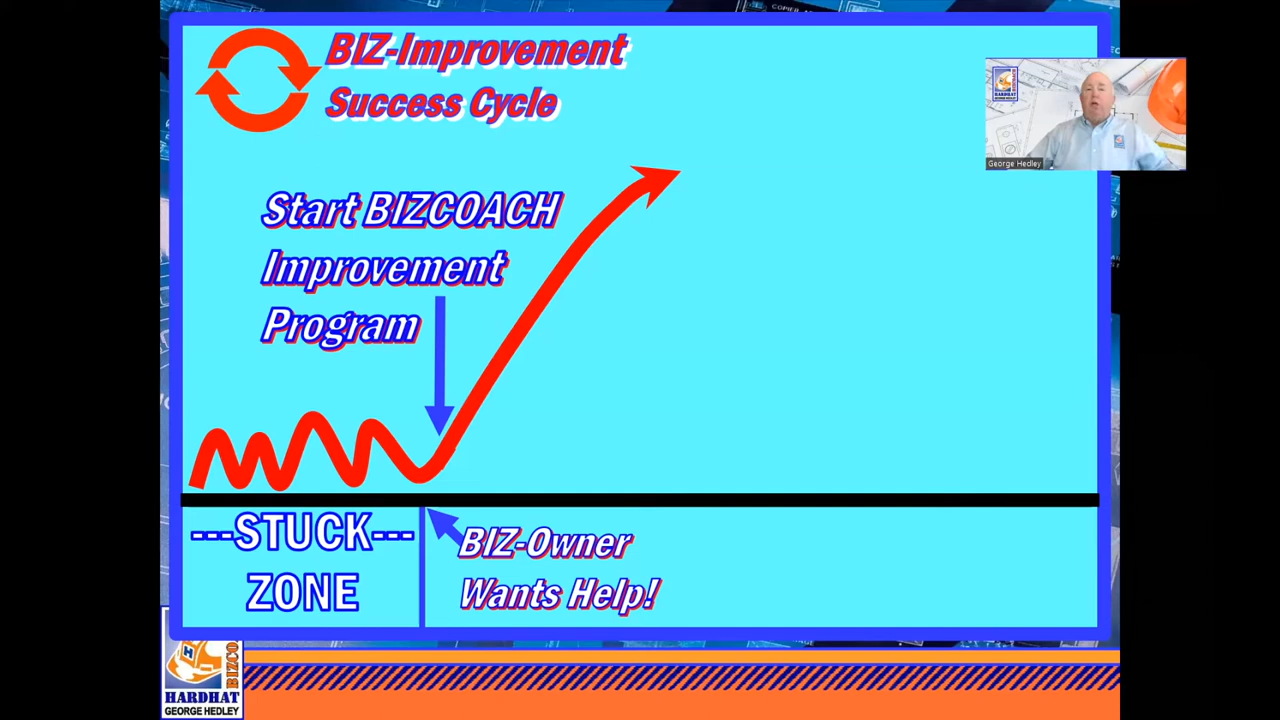 BIZ-Improvement
Success Cycle
Start BIZCOACH
Improvement
Program
George Hedley
---STUCK---
ZONE
BIZ-Owner
Wants Help!
HARDHAT
GEORGE HEDLEY